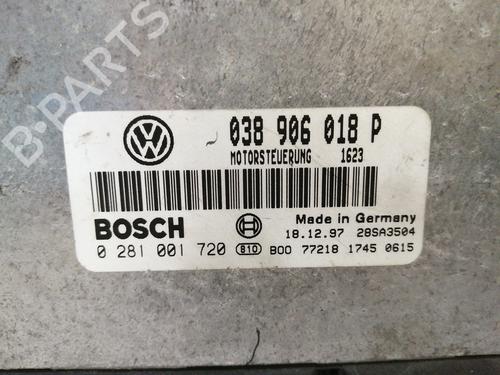 B-PARTS
VW
038 906 018 P
MOTORSTEUERUNG 1623
BOSCH
Made in Germany
18.12.97 28SA3504
0 281 001 720 810 B00 77218 1745 0615